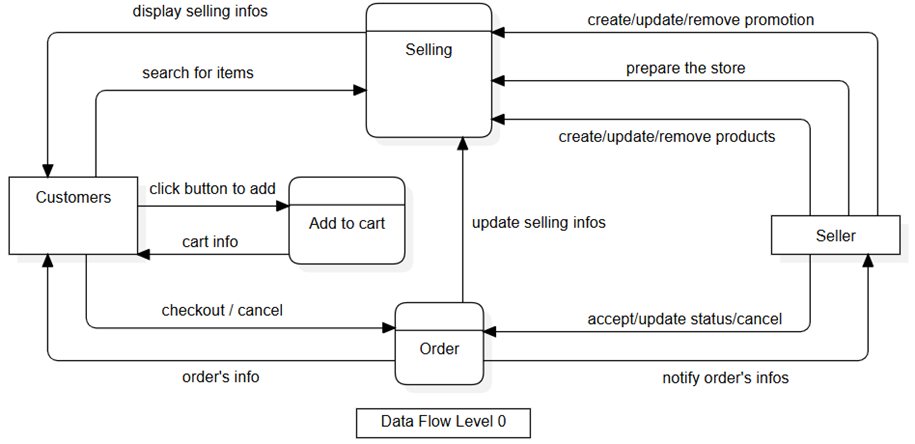 display selling infos
create/update/remove promotion
Selling
search for items
prepare the store
create/update/remove products
Customers
click button to add
Add to cart
update selling infos
Seller
cart info
checkout / cancel
accept/update status/cancel
Order
order's info
notify order's infos
Data Flow Level 0